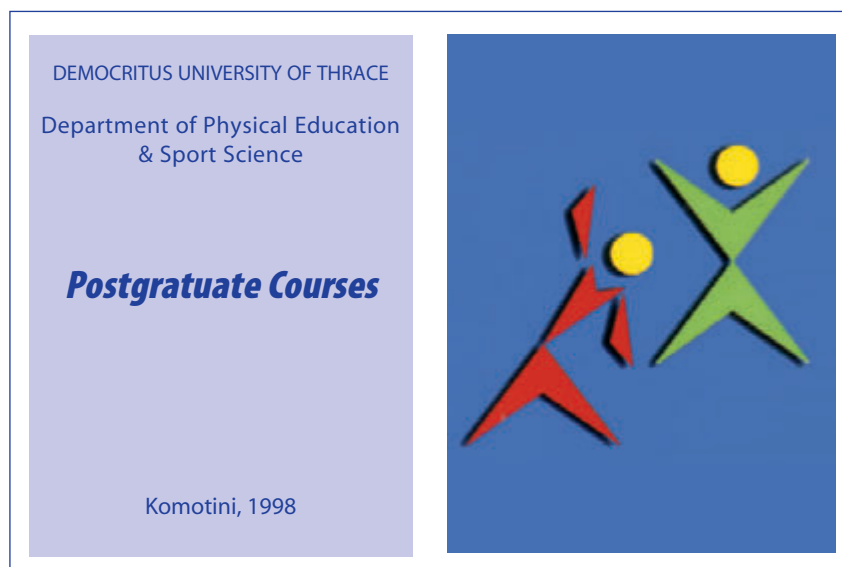 DEMOCRITUS UNIVERSITY OF THRACE
Department of Physical Education
& Sport Science
Postgratuate Courses
Komotini, 1998